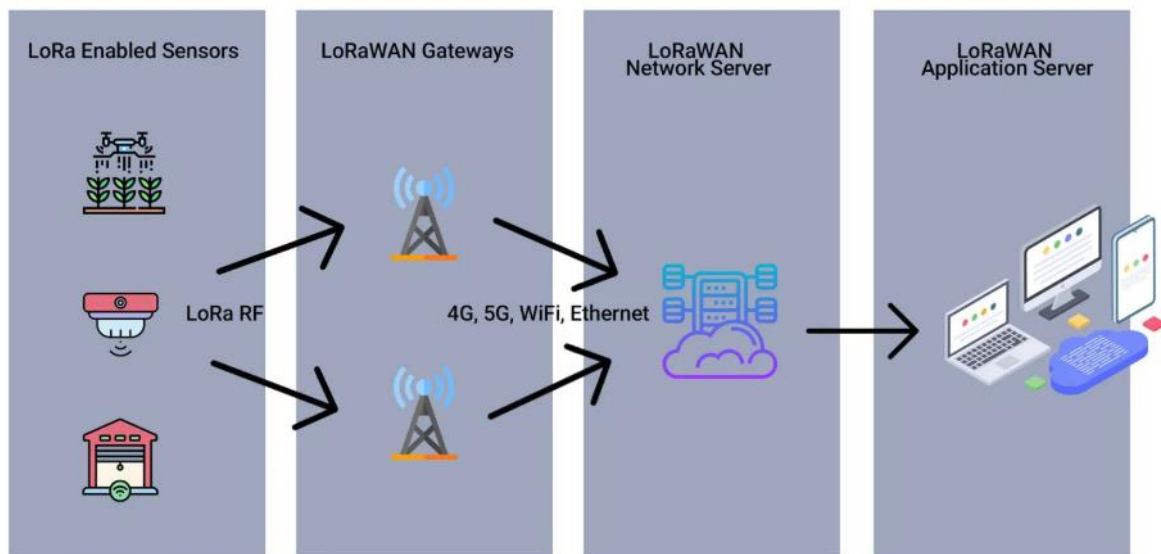 LoRa Enabled Sensors
LoRaWAN Gateways
LoRaWAN
Network Server
LoRaWAN
Application Server
LoRa RF
4G, 5G, WiFi, Ethernet